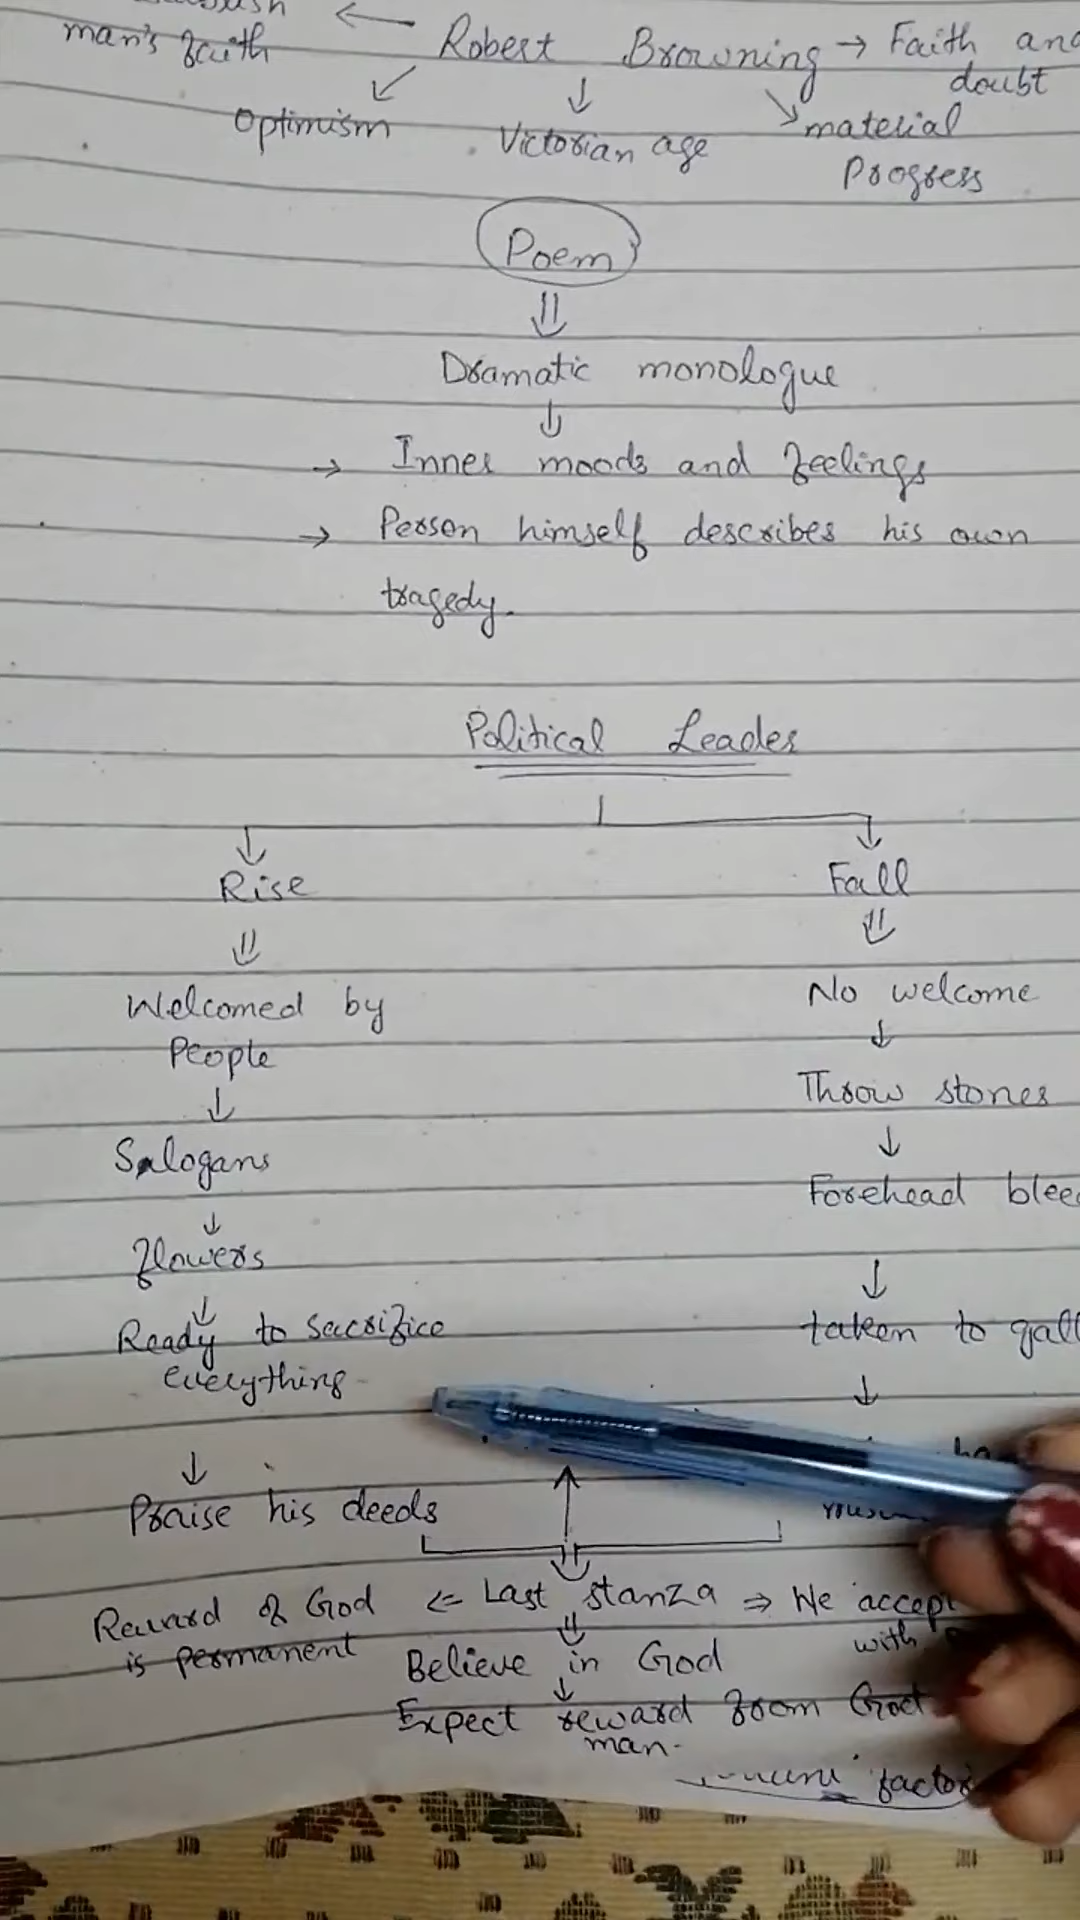 man's faith ← Robert Browning → Faith and
doubt
Optimism Victorian age material
Progress
Poem
Dramatic monologue
→ Inner moods and feelings
→ Person himself describes his own
tragedy.
Political Leader
Rise Fall
Welcomed by No welcome
People
Throw stones
Slogans
Forehead blee
flowers
Ready to sacrifice taken to gall
everything
Praise his deeds
Reward of God ⇐ Last stanza ⇒ We accept
is permanent with
Believe in God
Expect reward from God
man.
factor